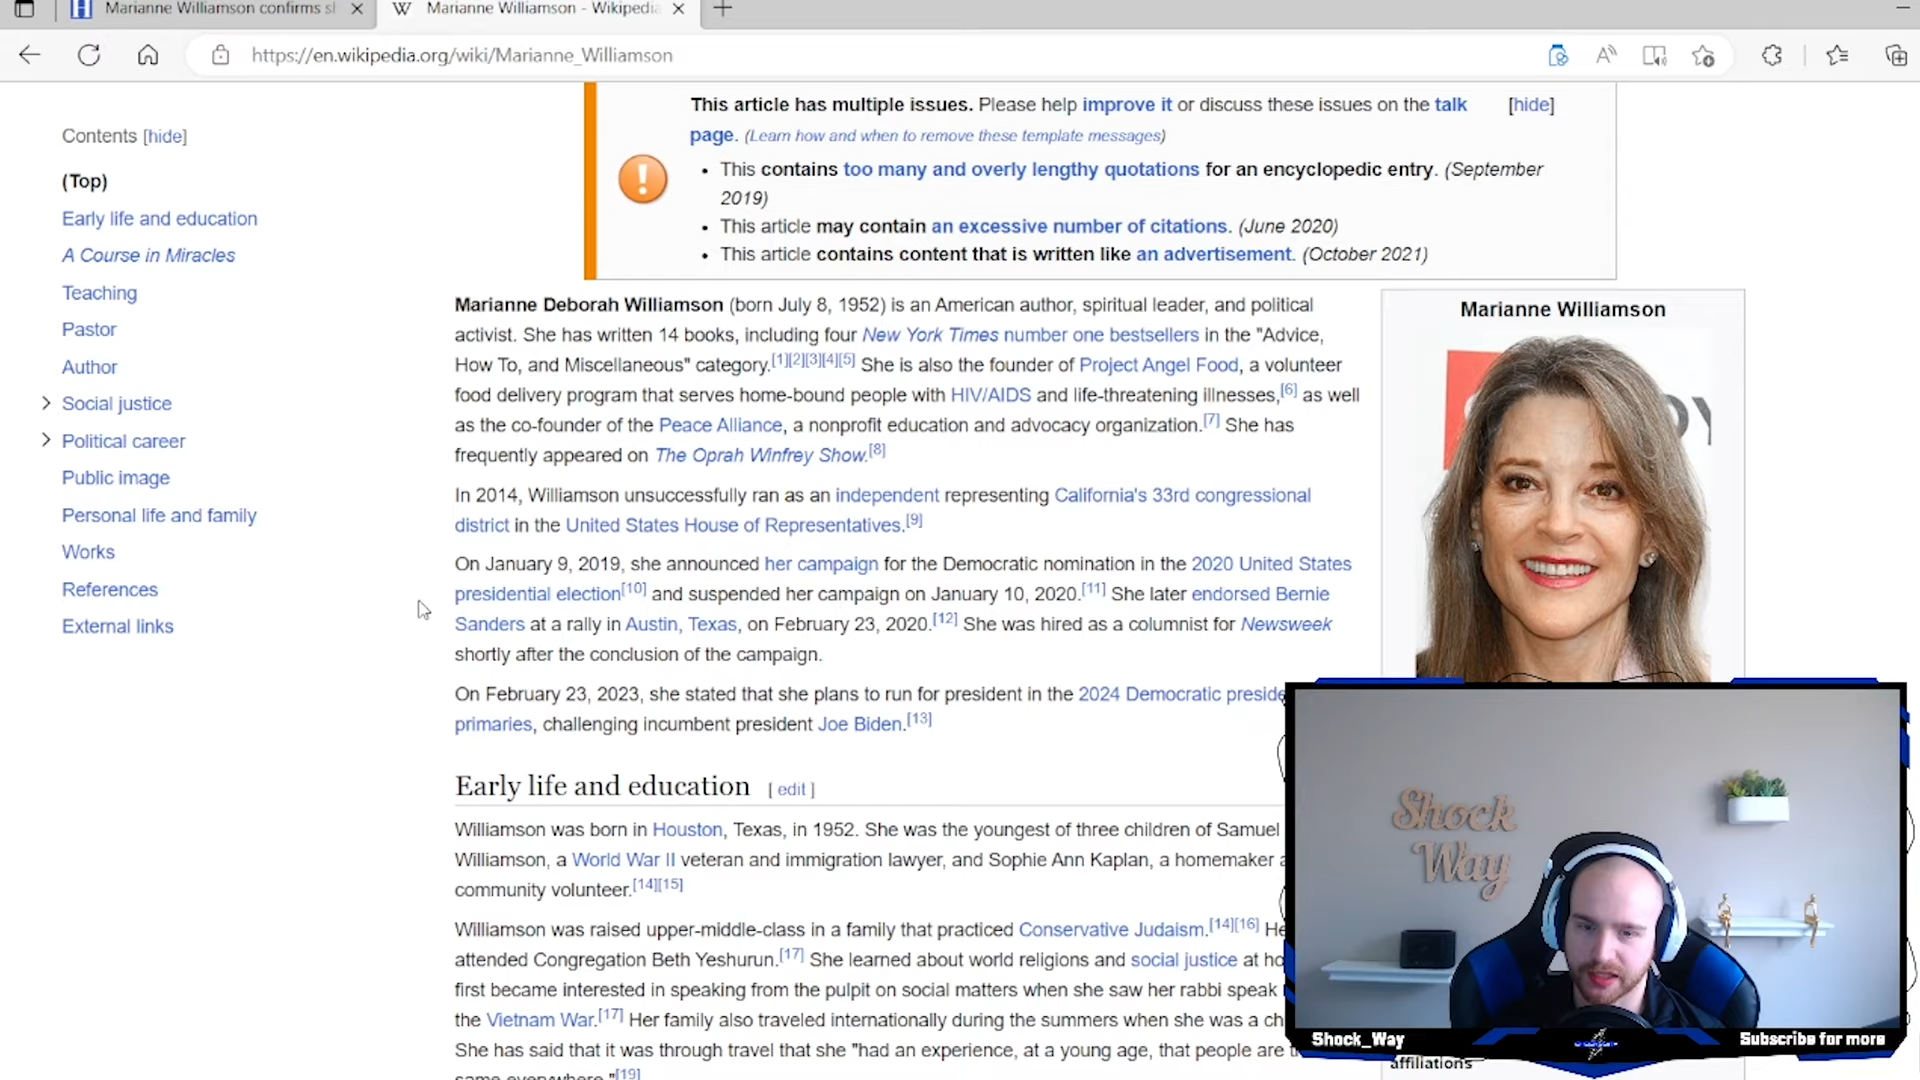 Marianne Williamson confirms sh
Marianne Williamson - Wikipedia
https://en.wikipedia.org/wiki/Marianne_Williamson
This article has multiple issues. Please help improve it or discuss these issues on the talk [hide]
page. (Learn how and when to remove these template messages)
• This contains too many and overly lengthy quotations for an encyclopedic entry. (September
2019)
• This article may contain an excessive number of citations. (June 2020)
• This article contains content that is written like an advertisement. (October 2021)
Contents [hide]
(Top)
Early life and education
A Course in Miracles
Teaching
Pastor
Author
Social justice
Political career
Public image
Personal life and family
Works
References
External links
Marianne Deborah Williamson (born July 8, 1952) is an American author, spiritual leader, and political
activist. She has written 14 books, including four New York Times number one bestsellers in the "Advice,
How To, and Miscellaneous" category.[1][2][3][4][5] She is also the founder of Project Angel Food, a volunteer
food delivery program that serves home-bound people with HIV/AIDS and life-threatening illnesses,[6] as well
as the co-founder of the Peace Alliance, a nonprofit education and advocacy organization.[7] She has
frequently appeared on The Oprah Winfrey Show.[8]
In 2014, Williamson unsuccessfully ran as an independent representing California's 33rd congressional
district in the United States House of Representatives.[9]
On January 9, 2019, she announced her campaign for the Democratic nomination in the 2020 United States
presidential election[10] and suspended her campaign on January 10, 2020.[11] She later endorsed Bernie
Sanders at a rally in Austin, Texas, on February 23, 2020.[12] She was hired as a columnist for Newsweek
shortly after the conclusion of the campaign.
On February 23, 2023, she stated that she plans to run for president in the 2024 Democratic preside
primaries, challenging incumbent president Joe Biden.[13]
Early life and education [ edit ]
Williamson was born in Houston, Texas, in 1952. She was the youngest of three children of Samuel
Williamson, a World War II veteran and immigration lawyer, and Sophie Ann Kaplan, a homemaker a
community volunteer.[14][15]
Williamson was raised upper-middle-class in a family that practiced Conservative Judaism.[14][16] He
attended Congregation Beth Yeshurun.[17] She learned about world religions and social justice at ho
first became interested in speaking from the pulpit on social matters when she saw her rabbi speak
the Vietnam War.[17] Her family also traveled internationally during the summers when she was a ch
She has said that it was through travel that she "had an experience, at a young age, that people are t
same everywhere."[19]
Marianne Williamson
Shock
Way
Shock_Way
Subscribe for more
affiliations